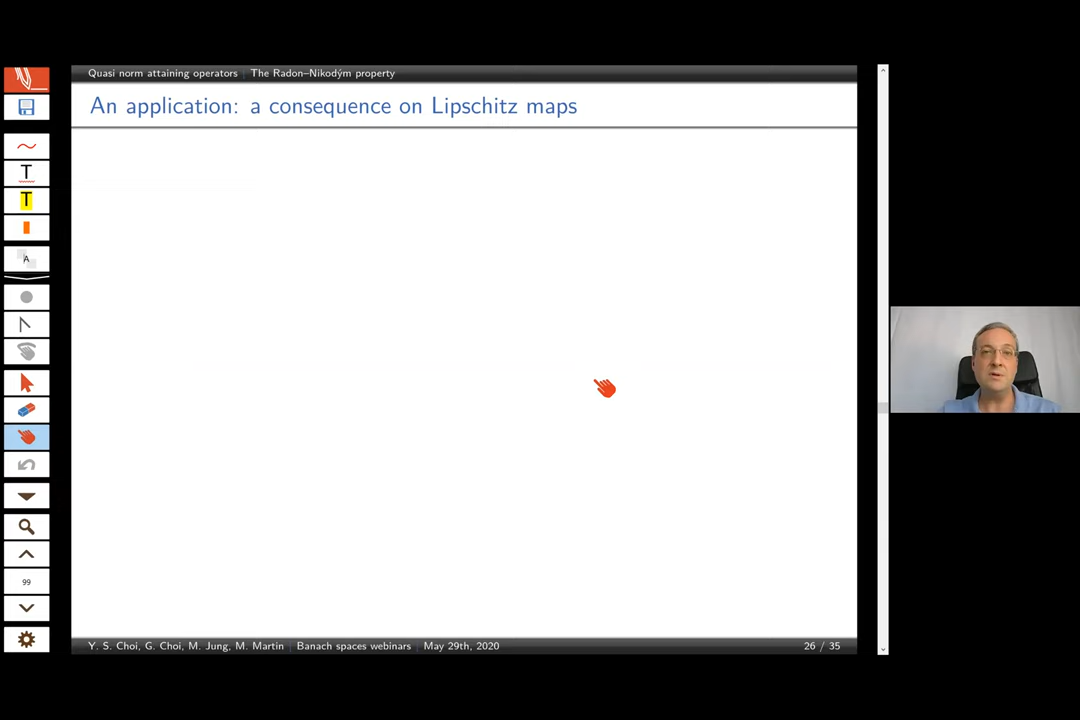 Quasi norm attaining operators | The Radon–Nikodým property
An application: a consequence on Lipschitz maps
T
T
A
99
Y. S. Choi, G. Choi, M. Jung, M. Martín | Banach spaces webinars | May 29th, 2020 26 / 35